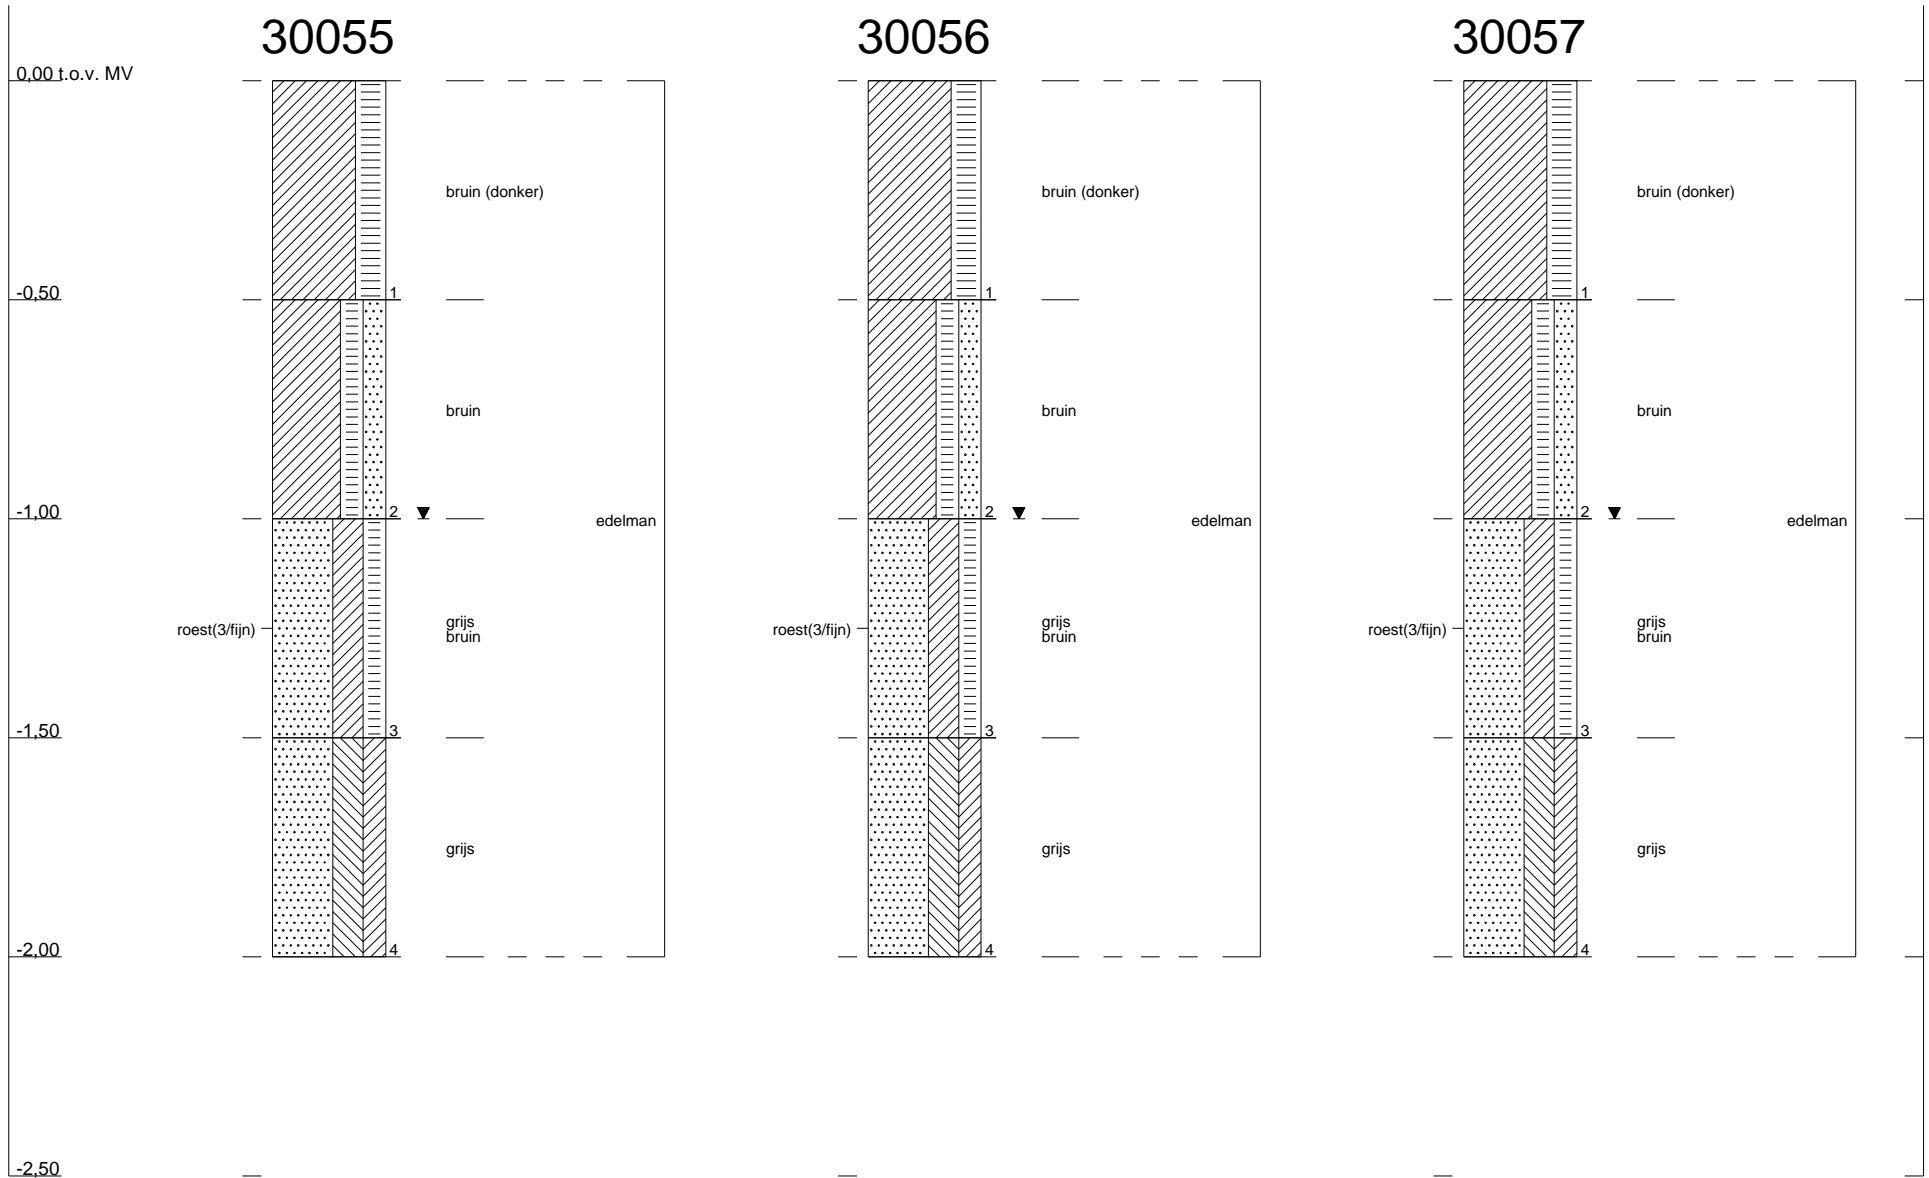 30055 30056 30057
0,00 t.o.v. MV
bruin (donker) bruin (donker) bruin (donker)
-0,50 1 1 1
bruin bruin bruin
-1,00 2 2 2
edelman edelman edelman
roest(3/fijn) grijs roest(3/fijn) grijs roest(3/fijn) grijs
bruin bruin bruin
-1,50 3 3 3
grijs grijs grijs
-2,00 4 4 4
-2,50